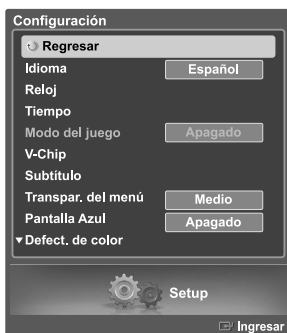 Configuración
Regresar
Idioma Español
Reloj
Tiempo
Modo del juego Apagado
V-Chip
Subtítulo
Transpar. del menú Medio
Pantalla Azul Apagado
▼Defect. de color
Setup
Ingresar